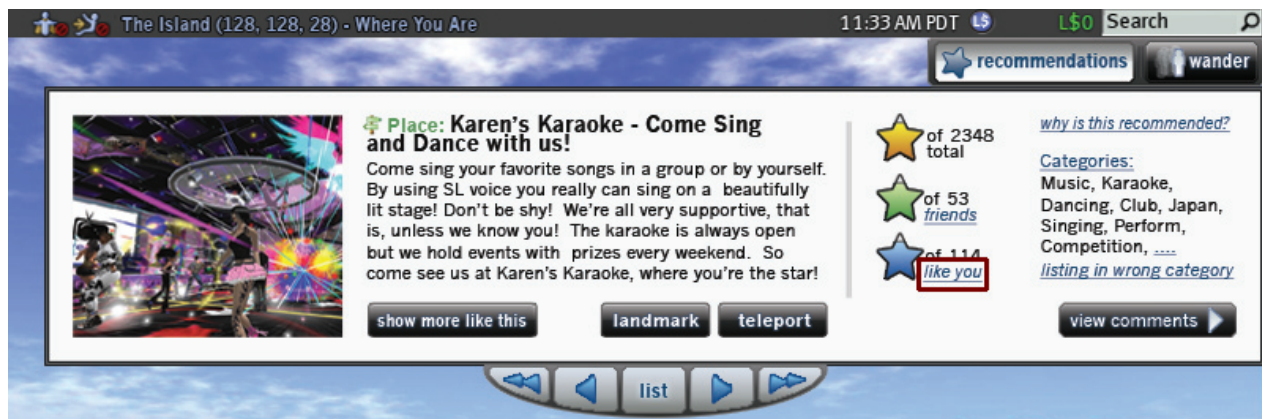 The Island (128, 128, 28) - Where You Are
11:33 AM PDT L$ L$0 Search
recommendations wander
Place: Karen's Karaoke - Come Sing
and Dance with us!
Come sing your favorite songs in a group or by yourself.
By using SL voice you really can sing on a beautifully
lit stage! Don't be shy! We're all very supportive, that
is, unless we know you! The karaoke is always open
but we hold events with prizes every weekend. So
come see us at Karen's Karaoke, where you're the star!
show more like this landmark teleport
of 2348
total
of 53
friends
of 114
like you
why is this recommended?
Categories:
Music, Karaoke,
Dancing, Club, Japan,
Singing, Perform,
Competition, ....
listing in wrong category
view comments
list